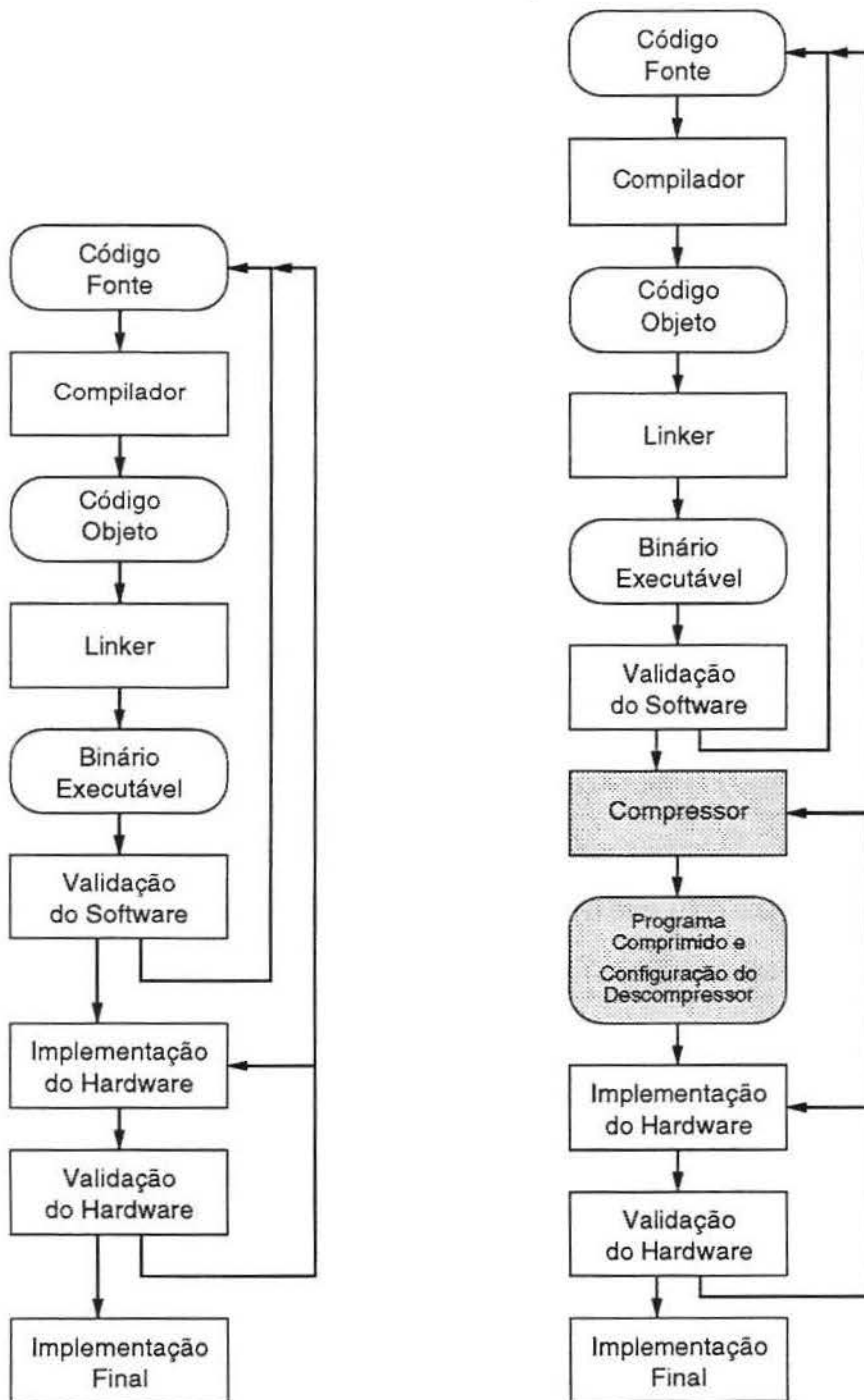 Código
Fonte
Compilador
Código
Objeto
Linker
Binário
Executável
Validação
do Software
Implementação
do Hardware
Validação
do Hardware
Implementação
Final
Código
Fonte
Compilador
Código
Objeto
Linker
Binário
Executável
Validação
do Software
Compressor
Programa
Comprimido e
Configuração do
Descompressor
Implementação
do Hardware
Validação
do Hardware
Implementação
Final